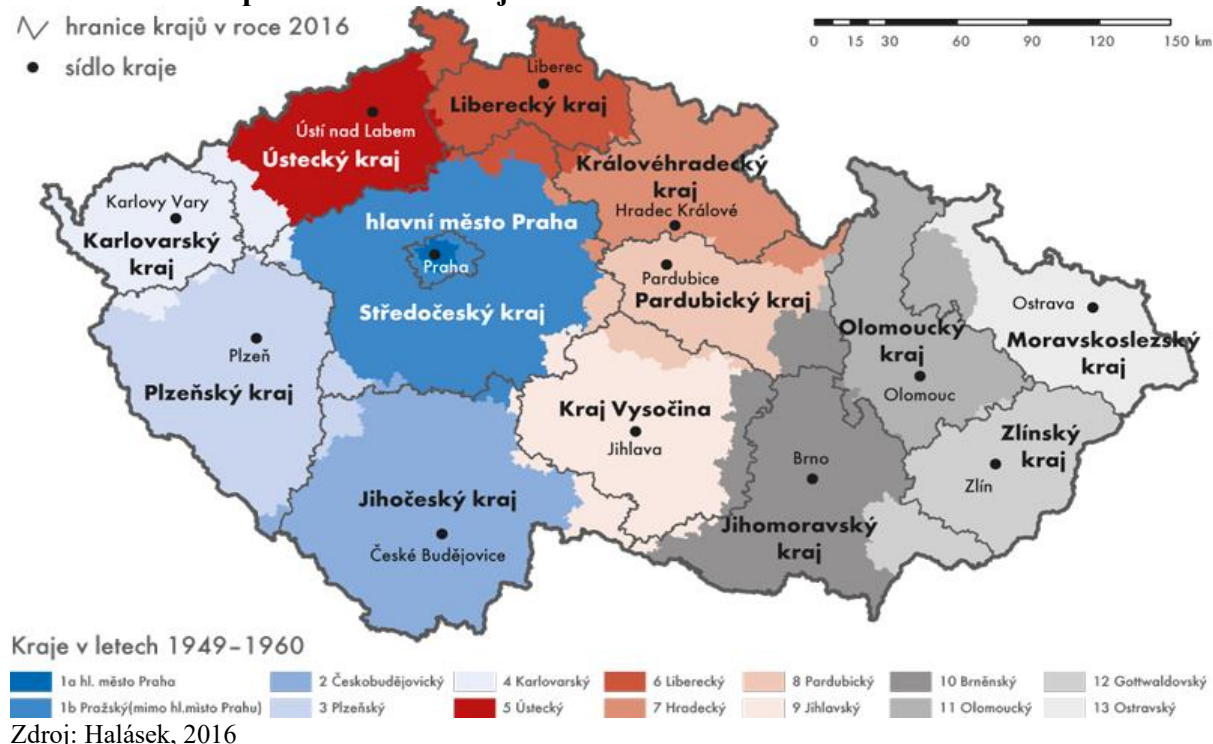 hranice krajů v roce 2016
sídlo kraje
0 15 30 60 90 120 150 km
Liberec
Liberecký kraj
Ústí nad Labem
Ústecký kraj
Královéhradecký
kraj
Hradec Králové
Karlovy Vary
Karlovarský
kraj
hlavní město Praha
Praha
Středočeský kraj
Pardubice
Pardubický kraj
Ostrava
Moravskoslezský
kraj
Olomoucký
kraj
Olomouc
Plzeň
Plzeňský kraj
Kraj Vysočina
Jihlava
Zlínský
kraj
Zlín
Brno
Jihomoravský
kraj
Jihočeský kraj
České Budějovice
Kraje v letech 1949–1960
1a hl. město Praha
2 Českobudějovický
4 Karlovarský
6 Liberecký
8 Pardubický
10 Brněnský
12 Gottwaldovský
1b Pražský(mimo hl.místo Prahu)
3 Plzeňský
5 Ústecký
7 Hradecký
9 Jihlavský
11 Olomoucký
13 Ostravský
Zdroj: Halásek, 2016